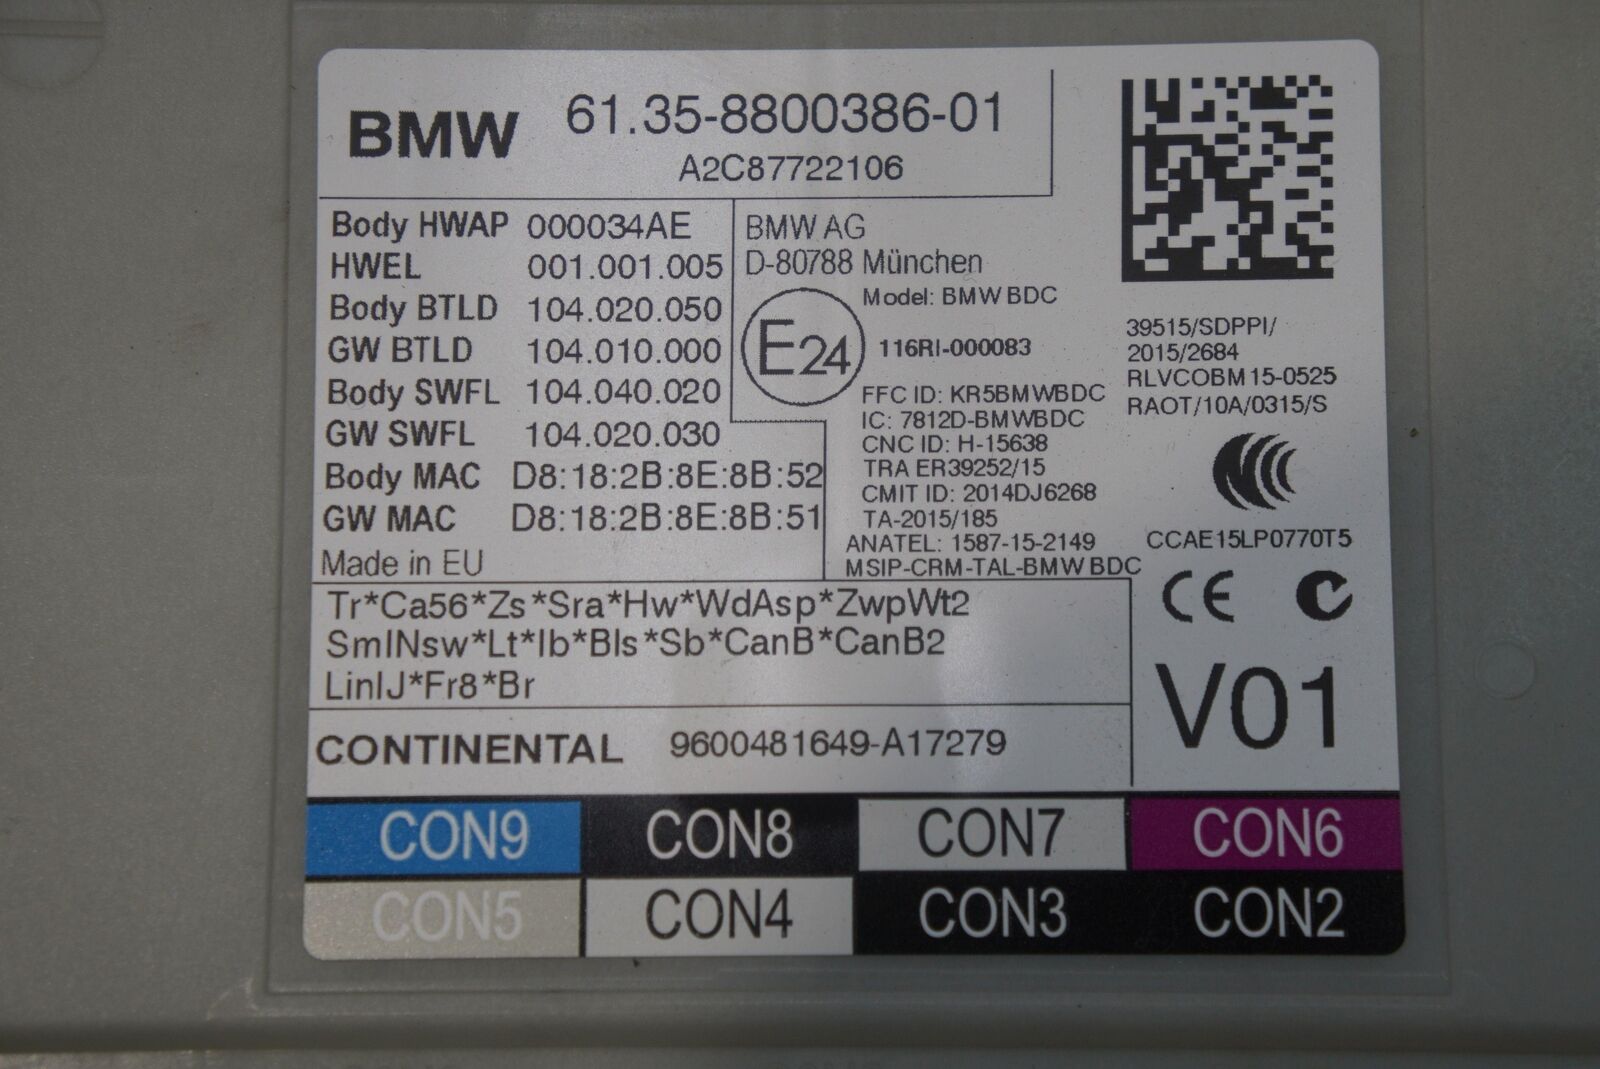 BMW 61.35-8800386-01
A2C87722106
Body HWAP 000034AE
HWEL 001.001.005
Body BTLD 104.020.050
GW BTLD 104.010.000
Body SWFL 104.040.020
GW SWFL 104.020.030
Body MAC D8:18:2B:8E:8B:52
GW MAC D8:18:2B:8E:8B:51
Made in EU
BMW AG
D-80788 München
Model: BMW BDC
E24 116RI-000083
FFC ID: KR5BMWBDC
IC: 7812D-BMWBDC
CNC ID: H-15638
TRA ER39252/15
CMIT ID: 2014DJ6268
TA-2015/185
ANATEL: 1587-15-2149
MSIP-CRM-TAL-BMW BDC
39515/SDPPI/
2015/2684
RLVCOBM15-0525
RAOT/10A/0315/S
CCAE15LP0770T5
CE
V01
Tr*Ca56*Zs*Sra*Hw*WdAsp*ZwpWt2
SmlNsw*Lt*Ib*Bls*Sb*CanB*CanB2
LinIJ*Fr8*Br
CONTINENTAL 9600481649-A17279
CON9 CON8 CON7 CON6
CON5 CON4 CON3 CON2